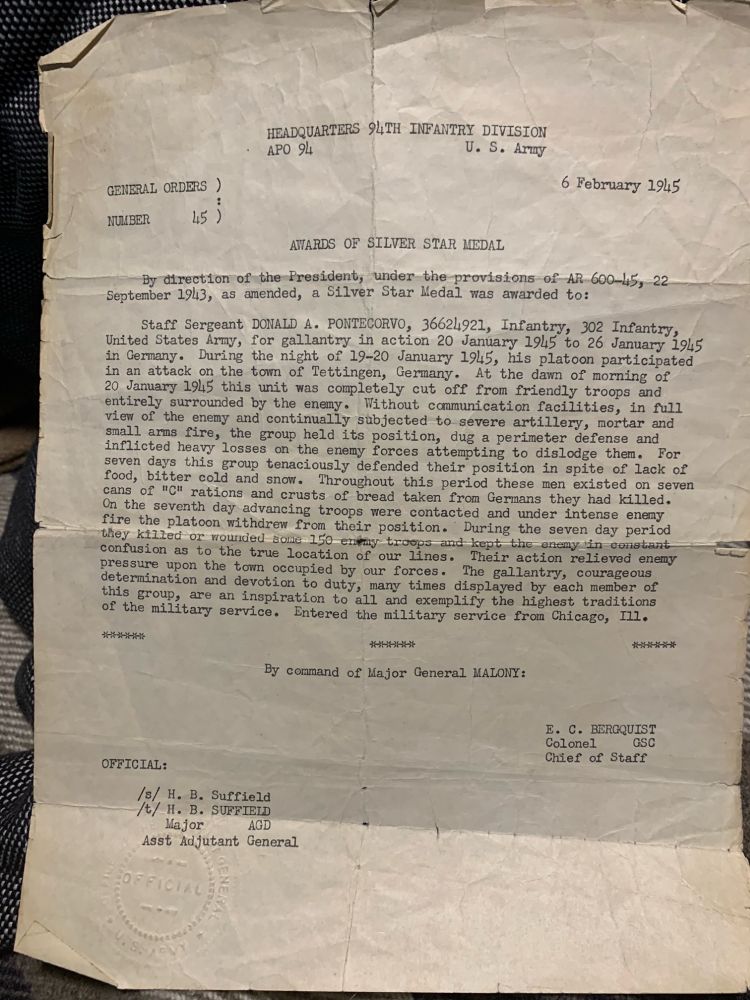 HEADQUARTERS 94TH INFANTRY DIVISION
APO 94 U. S. Army
6 February 1945
GENERAL ORDERS )
:
NUMBER 45 )
AWARDS OF SILVER STAR MEDAL
By direction of the President, under the provisions of AR 600-45, 22
September 1943, as amended, a Silver Star Medal was awarded to:
Staff Sergeant DONALD A. PONTECORVO, 36624921, Infantry, 302 Infantry,
United States Army, for gallantry in action 20 January 1945 to 26 January 1945
in Germany. During the night of 19-20 January 1945, his platoon participated
in an attack on the town of Tettingen, Germany. At the dawn of morning of
20 January 1945 this unit was completely cut off from friendly troops and
entirely surrounded by the enemy. Without communication facilities, in full
view of the enemy and continually subjected to severe artillery, mortar and
small arms fire, the group held its position, dug a perimeter defense and
inflicted heavy losses on the enemy forces attempting to dislodge them. For
seven days this group tenaciously defended their position in spite of lack of
food, bitter cold and snow. Throughout this period these men existed on seven
cans of "C" rations and crusts of bread taken from Germans they had killed.
On the seventh day advancing troops were contacted and under intense enemy
fire the platoon withdrew from their position. During the seven day period
they killed or wounded some 150 enemy troops and kept the enemy in constant
confusion as to the true location of our lines. Their action relieved enemy
pressure upon the town occupied by our forces. The gallantry, courageous
determination and devotion to duty, many times displayed by each member of
this group, are an inspiration to all and exemplify the highest traditions
of the military service. Entered the military service from Chicago, Ill.
****** ****** ******
By command of Major General MALONY:
E. C. BERGQUIST
Colonel GSC
Chief of Staff
OFFICIAL:
/s/ H. B. Suffield
/t/ H. B. SUFFIELD
Major AGD
Asst Adjutant General
GENERAL
OFFICIAL
U. S. ARMY